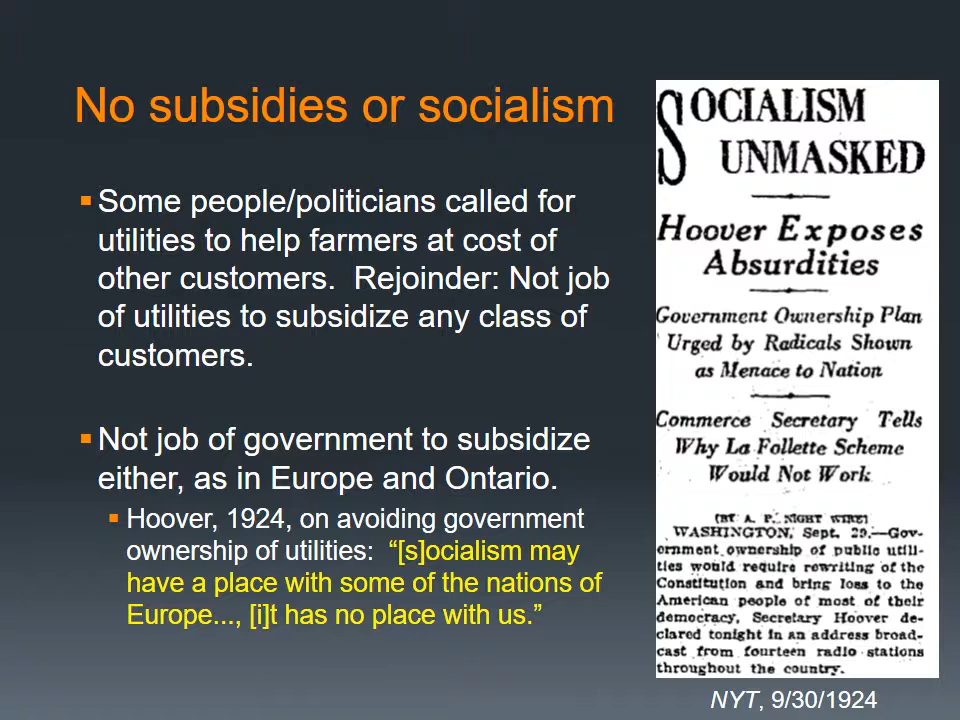 No subsidies or socialism
Some people/politicians called for
utilities to help farmers at cost of
other customers.  Rejoinder: Not job
of utilities to subsidize any class of
customers.
Not job of government to subsidize
either, as in Europe and Ontario.
Hoover, 1924, on avoiding government
ownership of utilities:  “[s]ocialism may
have a place with some of the nations of
Europe..., [i]t has no place with us.”
SOCIALISM
UNMASKED
Hoover Exposes
Absurdities
Government Ownership Plan
Urged by Radicals Shown
as Menace to Nation
Commerce Secretary Tells
Why La Follette Scheme
Would Not Work
[BY A. P. NIGHT WIRE]
WASHINGTON, Sept. 29.—Gov-
ernment ownership of public utili-
ties would require rewriting of the
Constitution and bring loss to the
American people of most of their
democracy, Secretary Hoover de-
clared tonight in an address broad-
cast from fourteen radio stations
throughout the country.
NYT, 9/30/1924